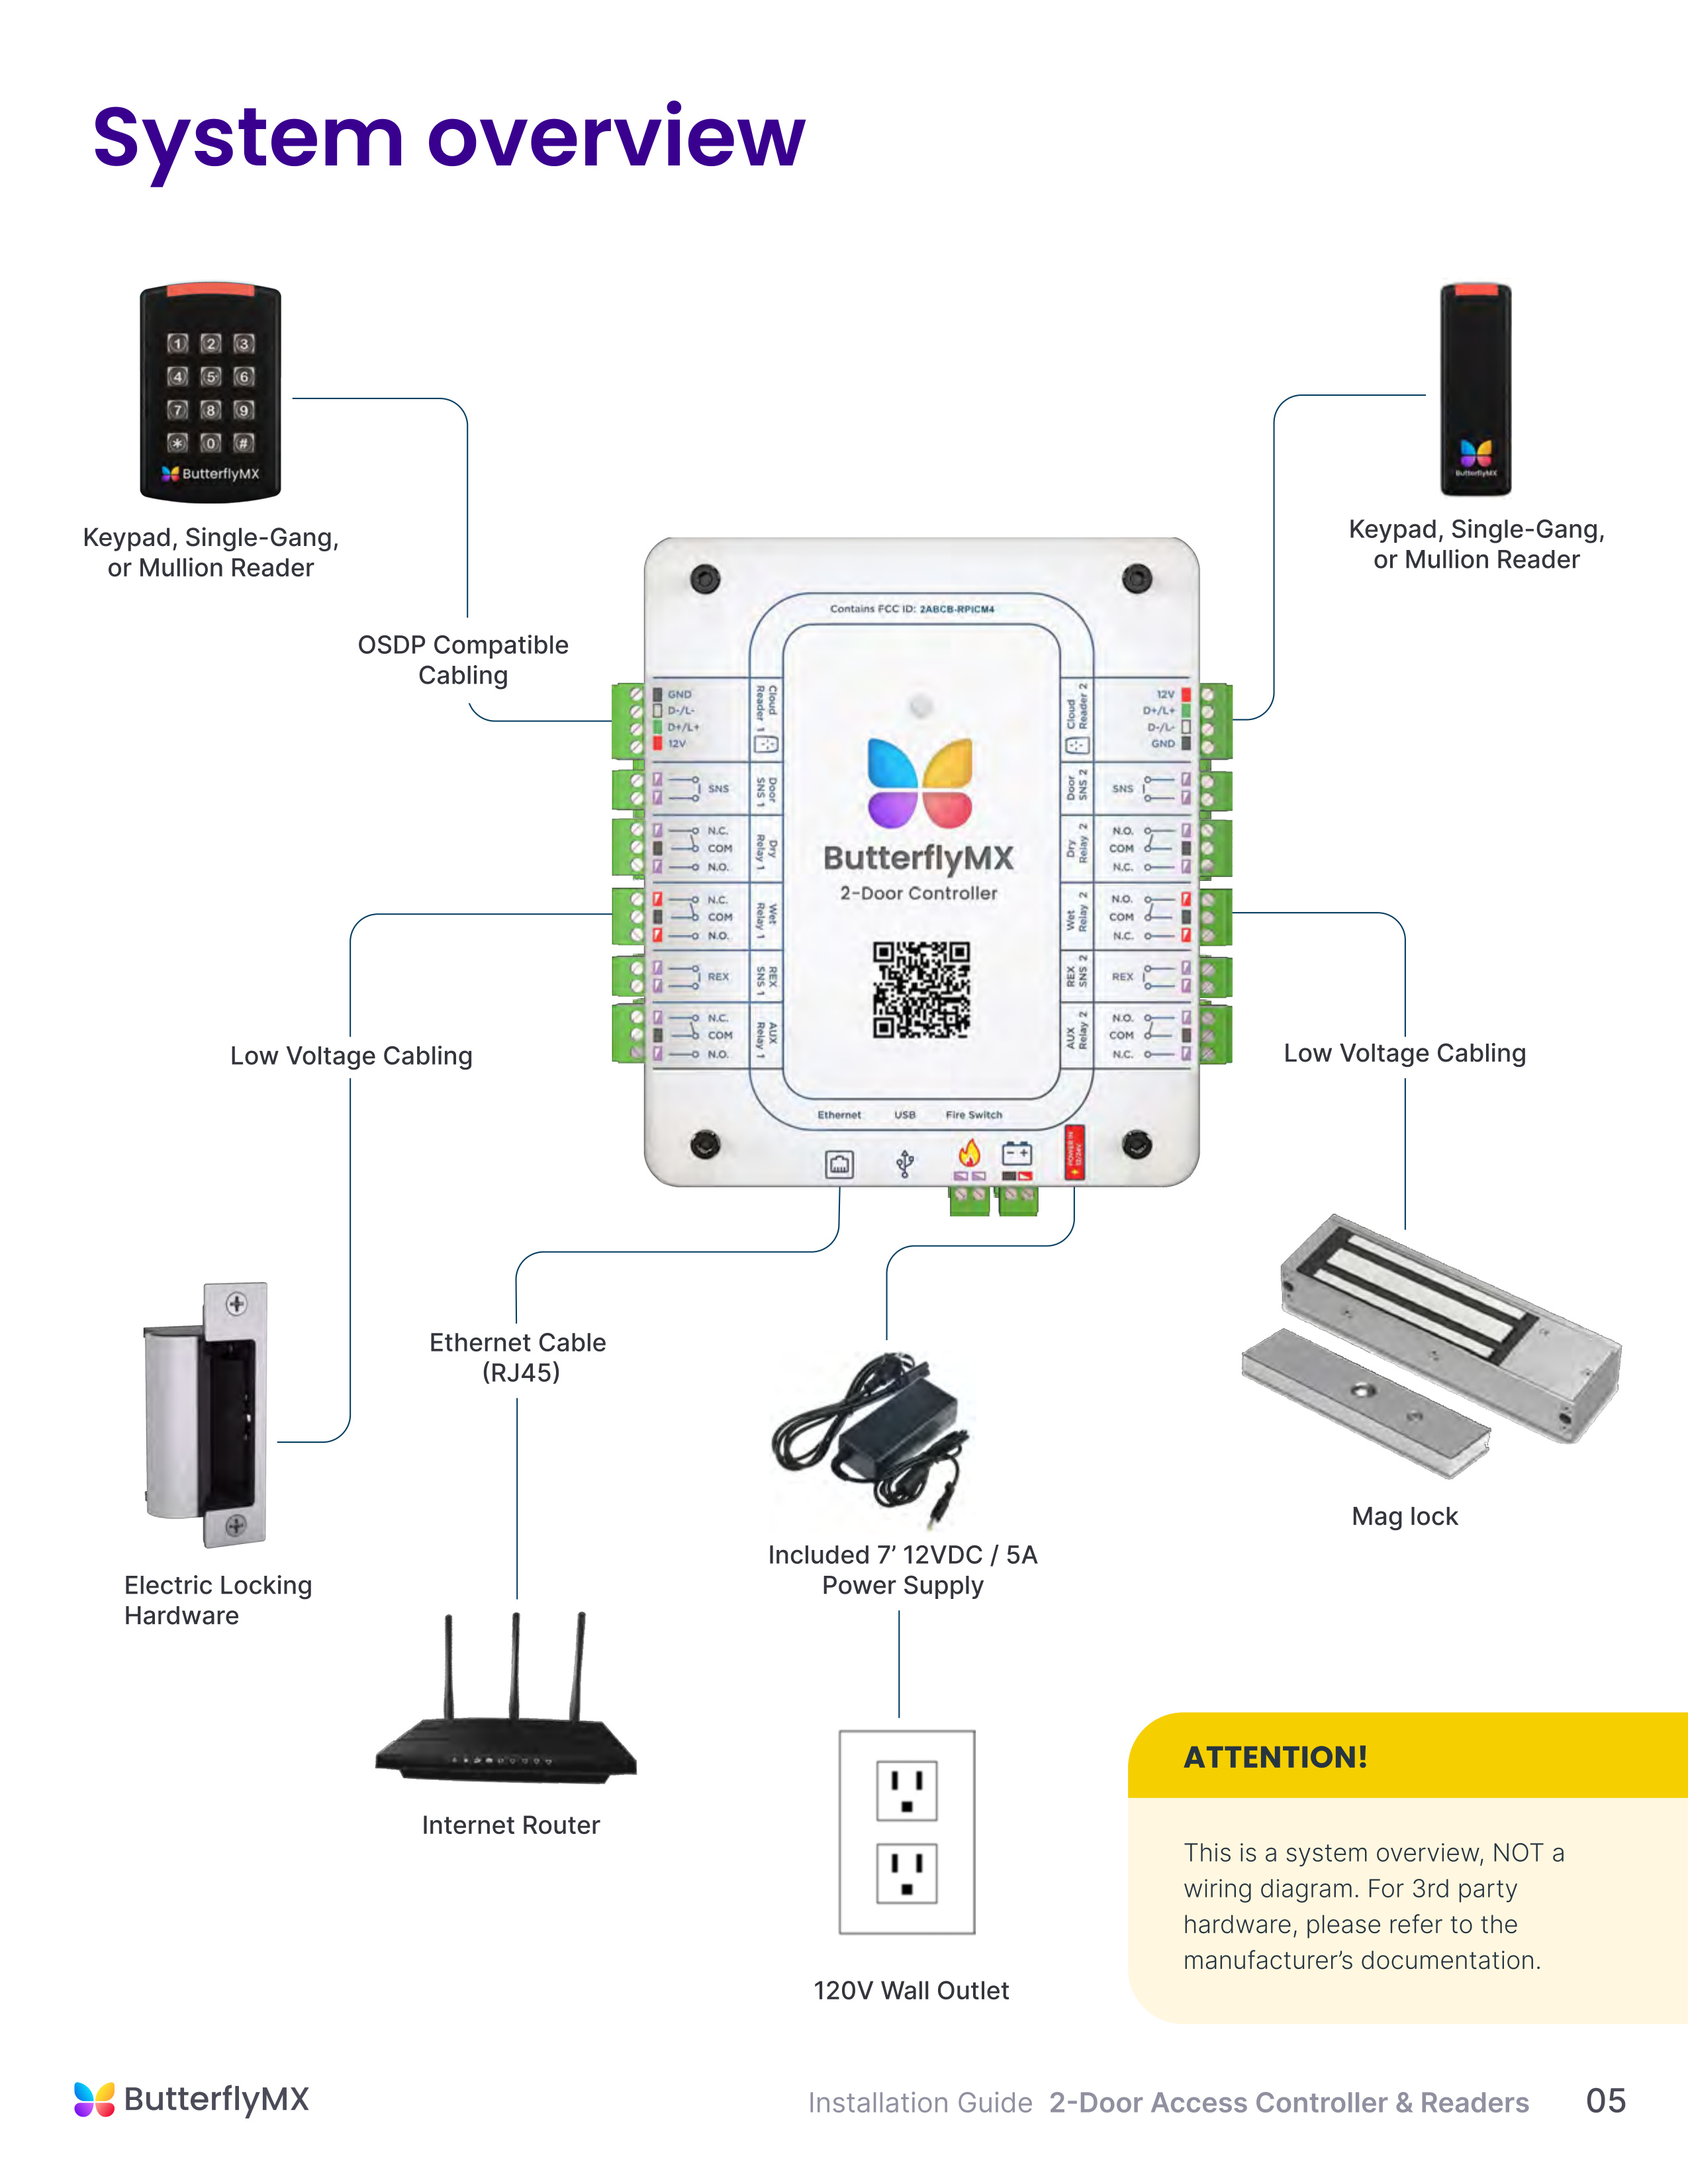 System overview
1 2 3
4 5 6
7 8 9
* 0 #
ButterflyMX
Keypad, Single-Gang,
or Mullion Reader
ButterflyMX
Keypad, Single-Gang,
or Mullion Reader
OSDP Compatible
Cabling
Contains FCC ID: 2ABCB-RPICM4
GND
D-/L-
D+/L+
12V
Cloud
Reader 1
SNS
Door
SNS 1
N.C.
COM
N.O.
Dry
Relay 1
N.C.
COM
N.O.
Wet
Relay 1
REX
REX
SNS 1
N.C.
COM
N.O.
AUX
Relay 1
ButterflyMX
2-Door Controller
Cloud
Reader 2
12V
D+/L+
D-/L-
GND
Door
SNS 2
SNS
Dry
Relay 2
N.O.
COM
N.C.
Wet
Relay 2
N.O.
COM
N.C.
REX
SNS 2
REX
AUX
Relay 2
N.O.
COM
N.C.
Ethernet USB Fire Switch
POWER IN
12/24V
Low Voltage Cabling
Low Voltage Cabling
Ethernet Cable
(RJ45)
Electric Locking
Hardware
Mag lock
Included 7’ 12VDC / 5A
Power Supply
Internet Router
120V Wall Outlet
ATTENTION!
This is a system overview, NOT a
wiring diagram. For 3rd party
hardware, please refer to the
manufacturer’s documentation.
ButterflyMX
Installation Guide 2-Door Access Controller & Readers 05